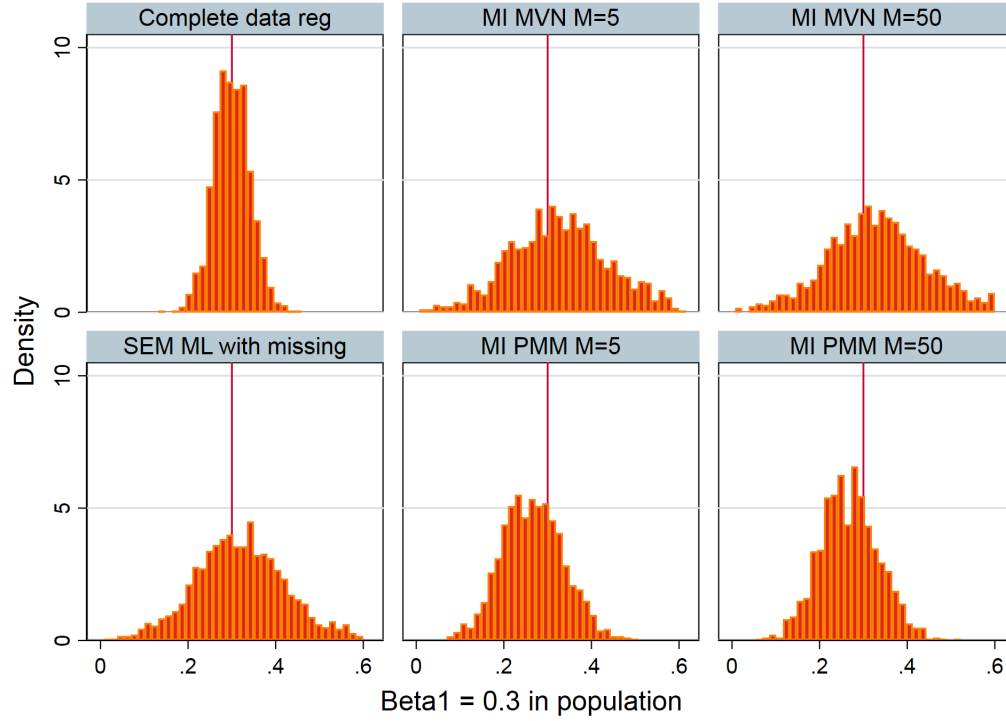 Complete data reg
MI MVN M=5
MI MVN M=50
10
5
0
SEM ML with missing
MI PMM M=5
MI PMM M=50
10
5
0
Density
0 .2 .4 .6
0 .2 .4 .6
0 .2 .4 .6
Beta1 = 0.3 in population